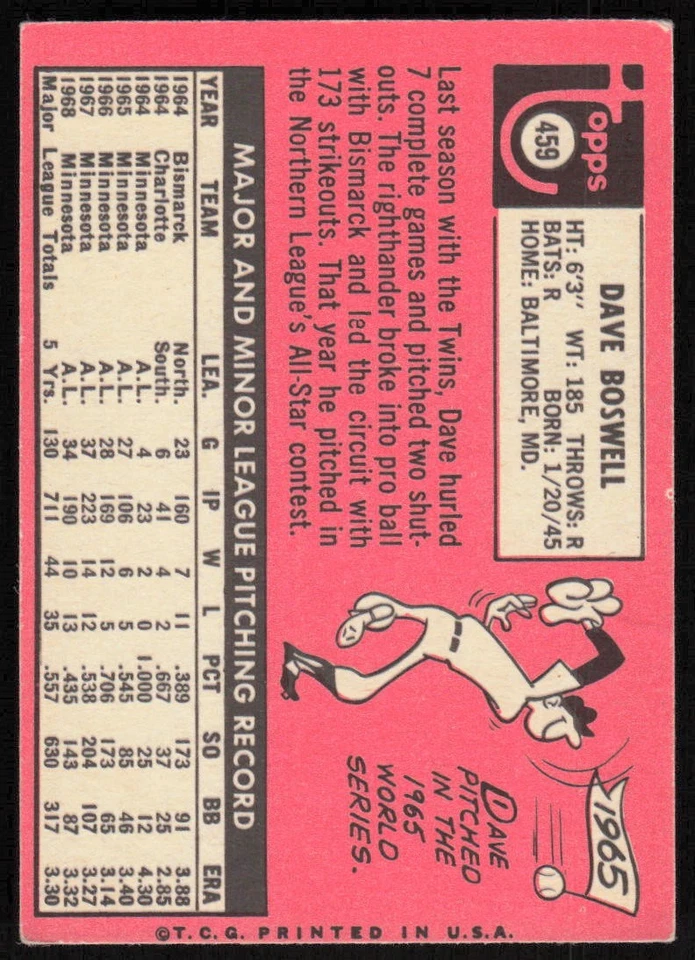 Topps
459
DAVE BOSWELL
HT: 6'3" WT: 185 THROWS: R
BATS: R BORN: 1/20/45
HOME: BALTIMORE, MD.
Last season with the Twins, Dave hurled
7 complete games and pitched two shut-
outs. The righthander broke into pro ball
with Bismarck and led the circuit with
173 strikeouts. That year he pitched in
the Northern League's All-Star contest.
1965
DAVE
PITCHED
IN THE
1965
WORLD
SERIES.
MAJOR AND MINOR LEAGUE PITCHING RECORD
YEAR TEAM LEA. G IP W L PCT SO BB ERA
1964 Bismarck North. 23 160 7 11 .389 173 91 3.88
1964 Charlotte South. 6 41 4 2 .667 37 25 2.85
1964 Minnesota A.L. 4 23 2 0 1.000 25 12 4.30
1965 Minnesota A.L. 27 106 6 5 .545 85 46 3.40
1966 Minnesota A.L. 28 169 12 5 .706 173 65 3.14
1967 Minnesota A.L. 37 223 14 12 .538 204 107 3.27
1968 Minnesota A.L. 34 190 10 13 .435 143 87 3.32
Major League Totals 5 Yrs. 130 711 44 35 .557 630 317 3.30
©T.C.G. PRINTED IN U.S.A.